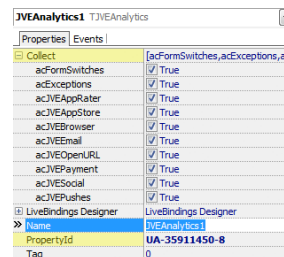 JVEAnalytics1 TJVEAnalytics
Properties Events
Collect [acFormSwitches,acExceptions,a
acFormSwitches True
acExceptions True
acJVEAppRater True
acJVEAppStore True
acJVEBrowser True
acJVEEmail True
acJVEOpenURL True
acJVEPayment True
acJVESocial True
acJVEPushes True
LiveBindings Designer LiveBindings Designer
Name JVEAnalytics1
PropertyId UA-35911450-8
Tag 0